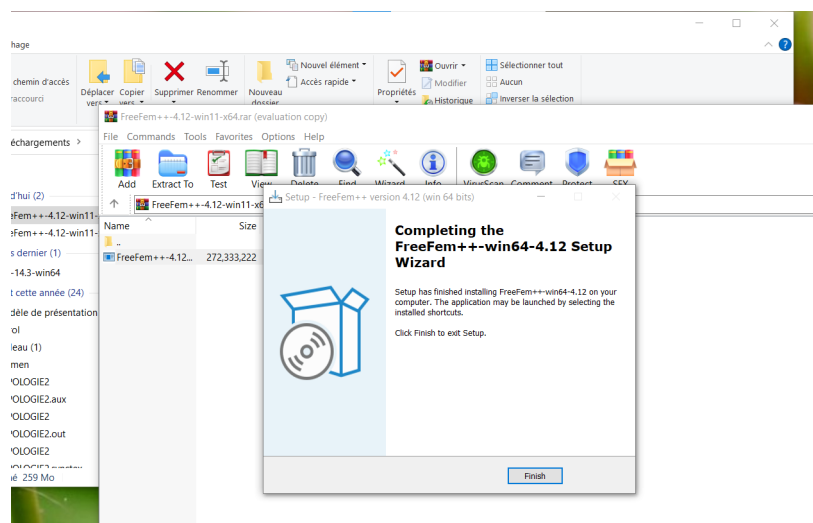 hage
chemin d'accès
raccourci
Déplacer vers
Copier vers
Supprimer
Renommer
Nouveau dossier
Nouvel élément
Accès rapide
Propriétés
Ouvrir
Modifier
Historique
Sélectionner tout
Aucun
Inverser la sélection
FreeFem++-4.12-win11-x64.rar (evaluation copy)
File Commands Tools Favorites Options Help
Add Extract To Test View Delete Find Wizard Info VirusScan Comment Protect SFX
FreeFem++-4.12-win11-x6
Name Size
..
FreeFem++-4.12... 272,333,222
échargements
d'hui (2)
eFem++-4.12-win11-
eFem++-4.12-win11-
s dernier (1)
-14.3-win64
t cette année (24)
dèle de présentation
ol
leau (1)
men
POLOGIE2
POLOGIE2.aux
POLOGIE2
POLOGIE2.out
POLOGIE2
né 259 Mo
Setup - FreeFem++ version 4.12 (win 64 bits)
Completing the
FreeFem++-win64-4.12 Setup
Wizard
Setup has finished installing FreeFem++-win64-4.12 on your
computer. The application may be launched by selecting the
installed shortcuts.
Click Finish to exit Setup.
Finish